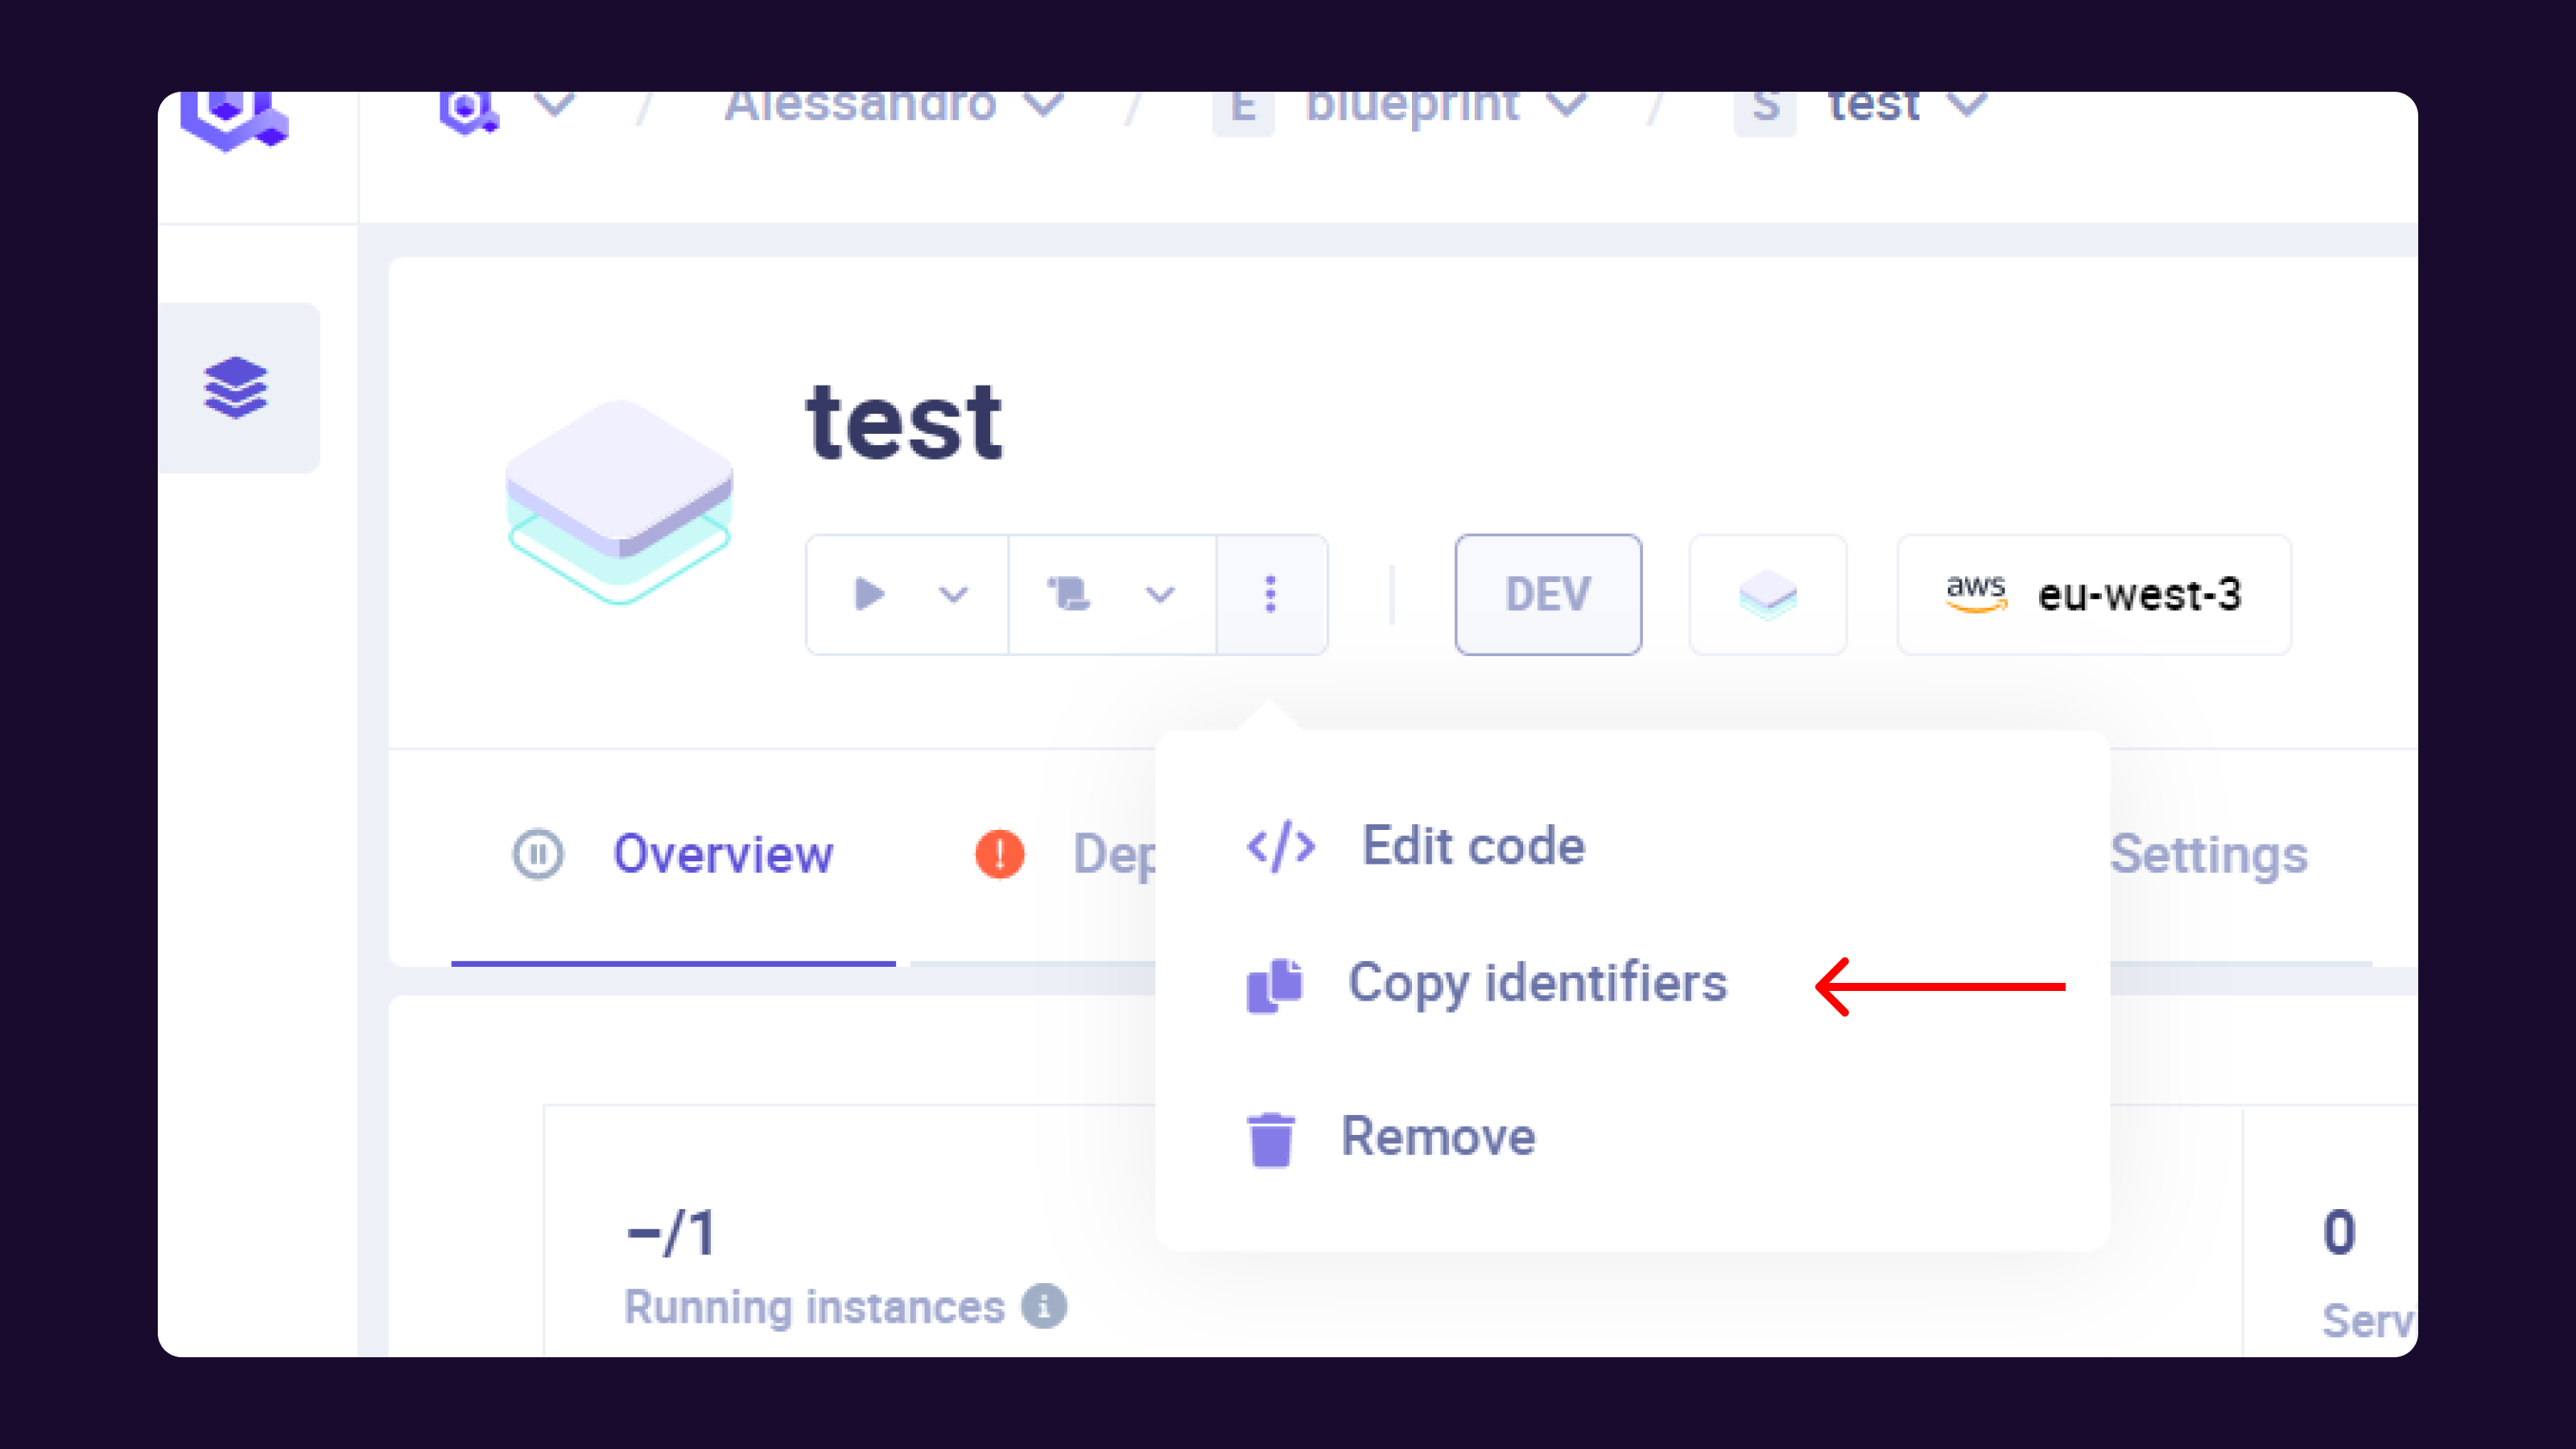 Alessandro / E blueprint / S test
test
DEV
aws eu-west-3
Overview
Dep
Settings
Edit code
Copy identifiers
Remove
–/1
Running instances
0
Serv